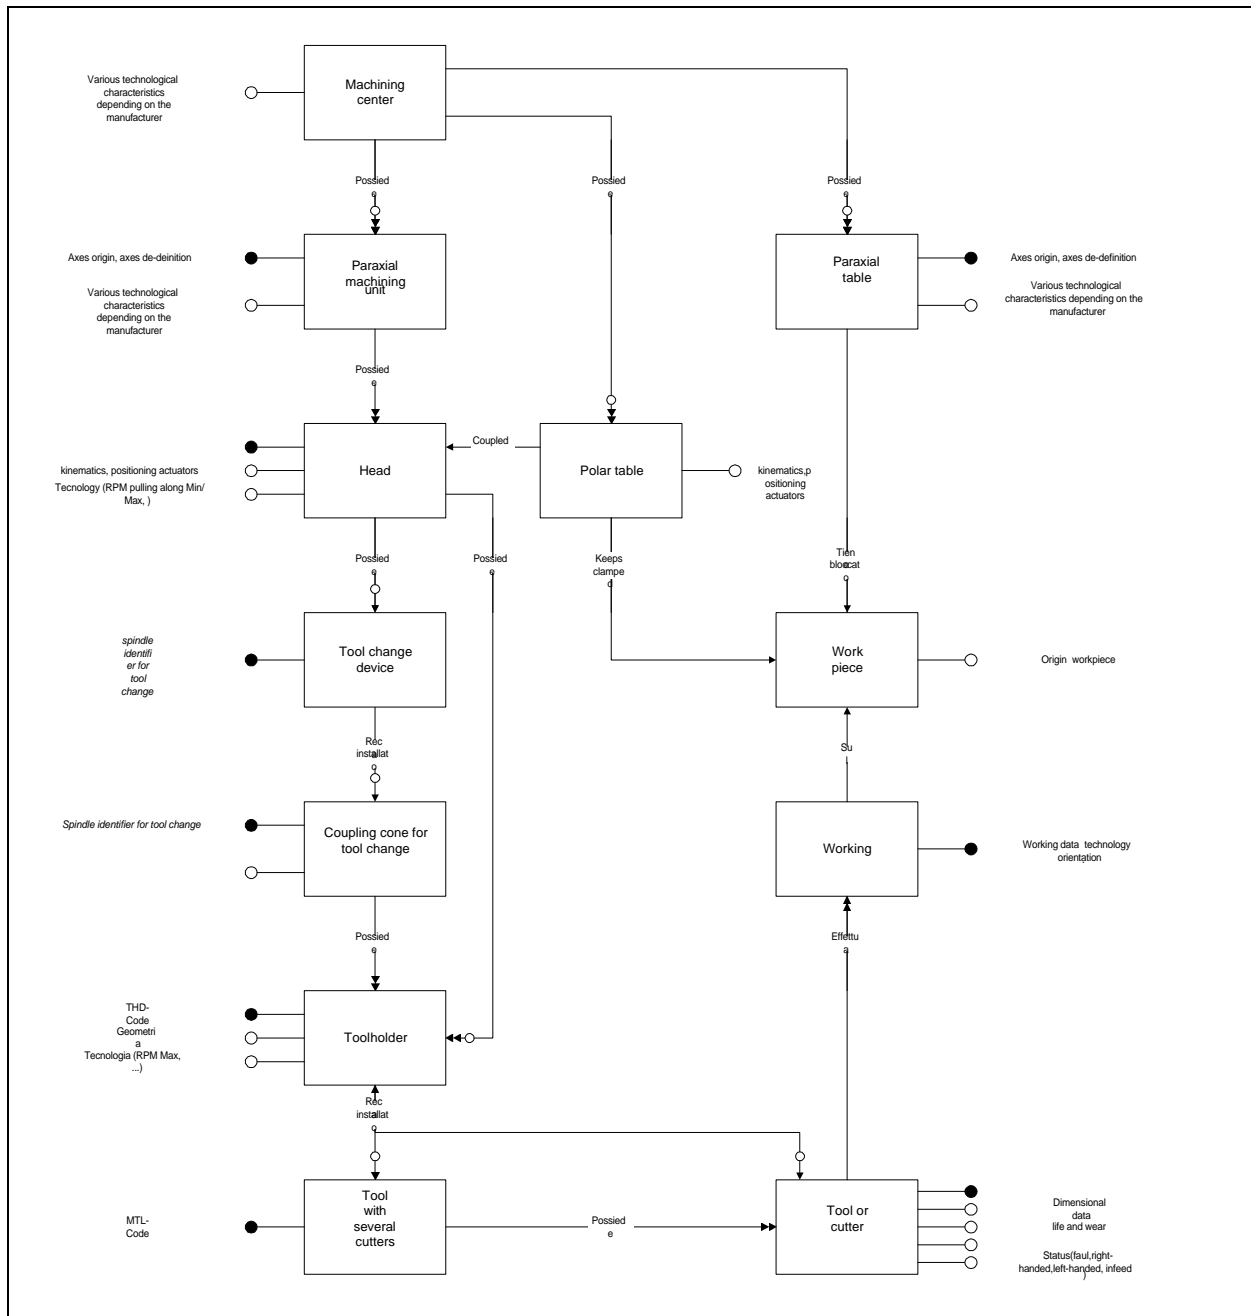 Various technological
characteristics
depending on the
manufacturer
Machining
center
Possied
e
Possied
e
Possied
e
Axes origin, axes de-deinition
Various technological
characteristics
depending on the
manufacturer
Paraxial
machining
unit
Paraxial
table
Axes origin, axes de-definition
Various technological
characteristics depending on the
manufacturer
Possied
e
kinematics, positioning actuators
Tecnology (RPM pulling along Min/
Max, )
Head
Coupled
Polar table
kinematics,p
ositioning
actuators
Possied
e
Possied
e
Keeps
clampe
d
Tien
bloccat
o
spindle
identifi
er for
tool
change
Tool change
device
Work
piece
Origin workpiece
Rec
installat
Su
Spindle identifier for tool change
Coupling cone for
tool change
Working
Working data technology
orientation
Possied
e
Effettu
a
THD-
Code
Geometri
a
Tecnologia (RPM Max,
...)
Toolholder
Rec
installat
MTL-
Code
Tool
with
several
cutters
Possied
e
Tool or
cutter
Dimensional
data
life and wear
Status(faul,right-
handed,left-handed, infeed
)